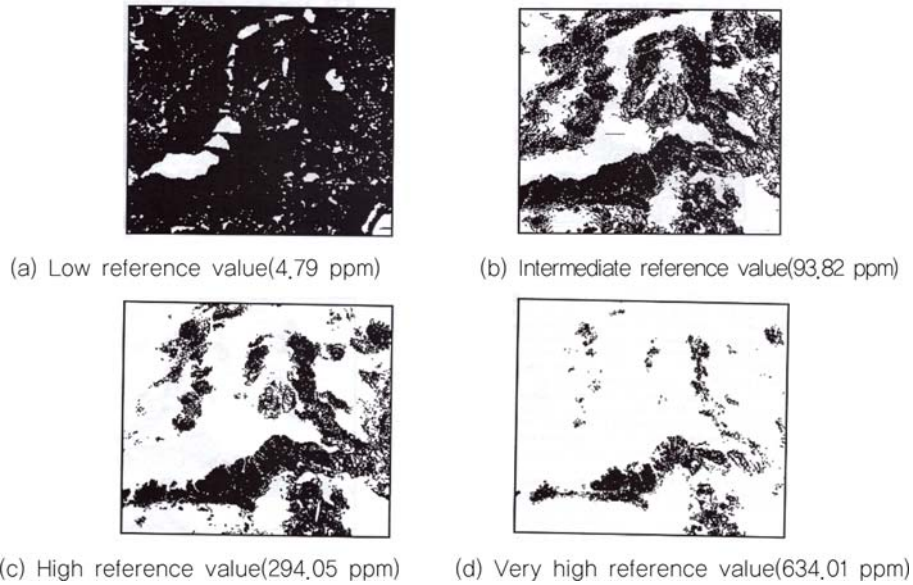 (a) Low reference value(4.79 ppm)
(b) Intermediate reference value(93.82 ppm)
(c) High reference value(294.05 ppm)
(d) Very high reference value(634.01 ppm)